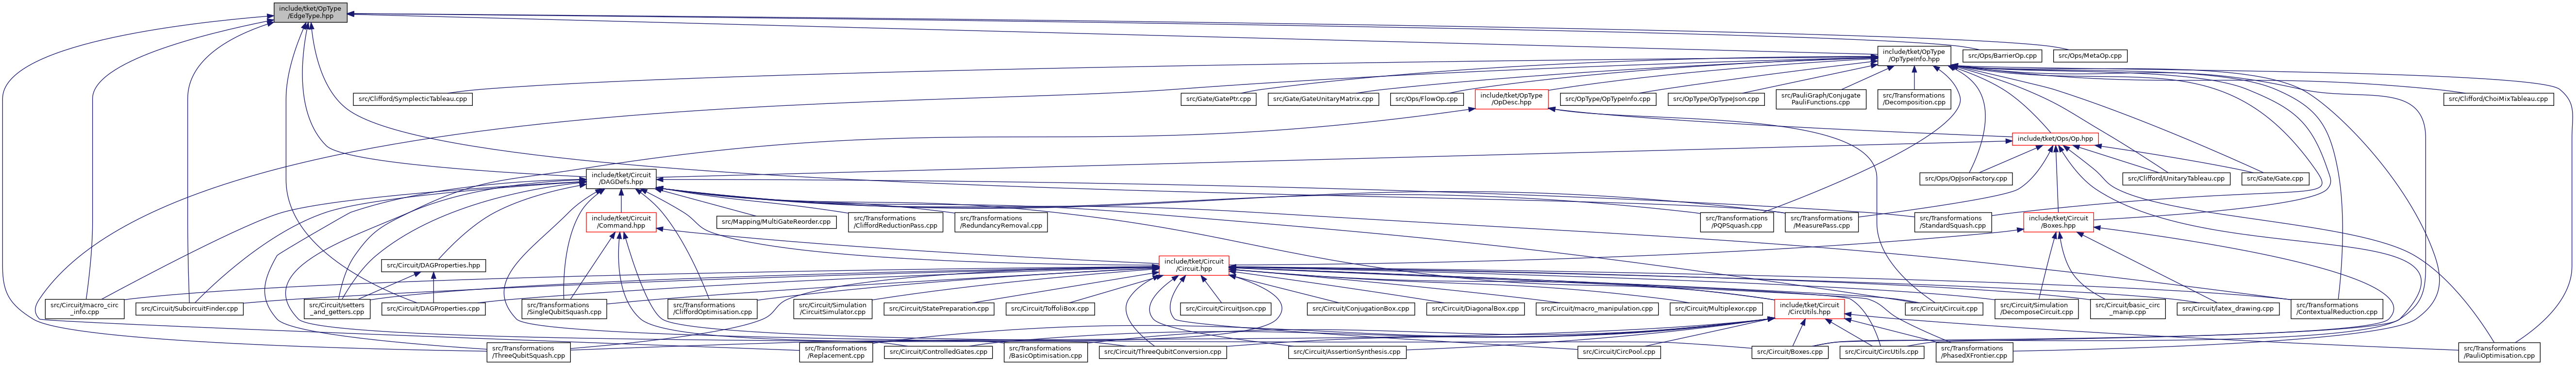 include/tket/OpType
/EdgeType.hpp
include/tket/OpType
/OpTypeInfo.hpp
src/Ops/BarrierOp.cpp
src/Ops/MetaOp.cpp
src/Clifford/SymplecticTableau.cpp
src/Gate/GatePtr.cpp
src/Gate/GateUnitaryMatrix.cpp
src/Ops/FlowOp.cpp
include/tket/OpType
/OpDesc.hpp
src/OpType/OpTypeInfo.cpp
src/OpType/OpTypeJson.cpp
src/PauliGraph/Conjugate
PauliFunctions.cpp
src/Transformations
/Decomposition.cpp
src/Clifford/ChoiMixTableau.cpp
include/tket/Ops/Op.hpp
include/tket/Circuit
/DAGDefs.hpp
src/Ops/OpJsonFactory.cpp
src/Clifford/UnitaryTableau.cpp
src/Gate/Gate.cpp
include/tket/Circuit
/Command.hpp
src/Mapping/MultiGateReorder.cpp
src/Transformations
/CliffordReductionPass.cpp
src/Transformations
/RedundancyRemoval.cpp
src/Transformations
/PQPSquash.cpp
src/Transformations
/MeasurePass.cpp
src/Transformations
/StandardSquash.cpp
include/tket/Circuit
/Boxes.hpp
src/Circuit/DAGProperties.hpp
include/tket/Circuit
/Circuit.hpp
src/Circuit/macro_circ
_info.cpp
src/Circuit/SubcircuitFinder.cpp
src/Circuit/setters
_and_getters.cpp
src/Circuit/DAGProperties.cpp
src/Transformations
/SingleQubitSquash.cpp
src/Transformations
/CliffordOptimisation.cpp
src/Circuit/Simulation
/CircuitSimulator.cpp
src/Circuit/StatePreparation.cpp
src/Circuit/ToffoliBox.cpp
src/Circuit/CircuitJson.cpp
src/Circuit/ConjugationBox.cpp
src/Circuit/DiagonalBox.cpp
src/Circuit/macro_manipulation.cpp
src/Circuit/Multiplexor.cpp
include/tket/Circuit
/CircUtils.hpp
src/Circuit/Circuit.cpp
src/Circuit/Simulation
/DecomposeCircuit.cpp
src/Circuit/basic_circ
_manip.cpp
src/Circuit/latex_drawing.cpp
src/Transformations
/ContextualReduction.cpp
src/Transformations
/ThreeQubitSquash.cpp
src/Transformations
/Replacement.cpp
src/Circuit/ControlledGates.cpp
src/Transformations
/BasicOptimisation.cpp
src/Circuit/ThreeQubitConversion.cpp
src/Circuit/AssertionSynthesis.cpp
src/Circuit/CircPool.cpp
src/Circuit/Boxes.cpp
src/Circuit/CircUtils.cpp
src/Transformations
/PhasedXFrontier.cpp
src/Transformations
/PauliOptimisation.cpp